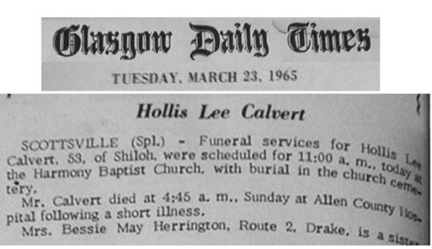 Glasgow Daily Times
TUESDAY, MARCH 23, 1965
Hollis Lee Calvert
SCOTTSVILLE (Spl.) - Funeral services for Hollis Lee
Calvert, 53, of Shiloh, were scheduled for 11:00 a. m., today at
the Harmony Baptist Church, with burial in the church ceme-
tery.
Mr. Calvert died at 4:45 a. m., Sunday at Allen County Hos-
pital following a short illness.
Mrs. Bessie May Herrington, Route 2, Drake, is a sister